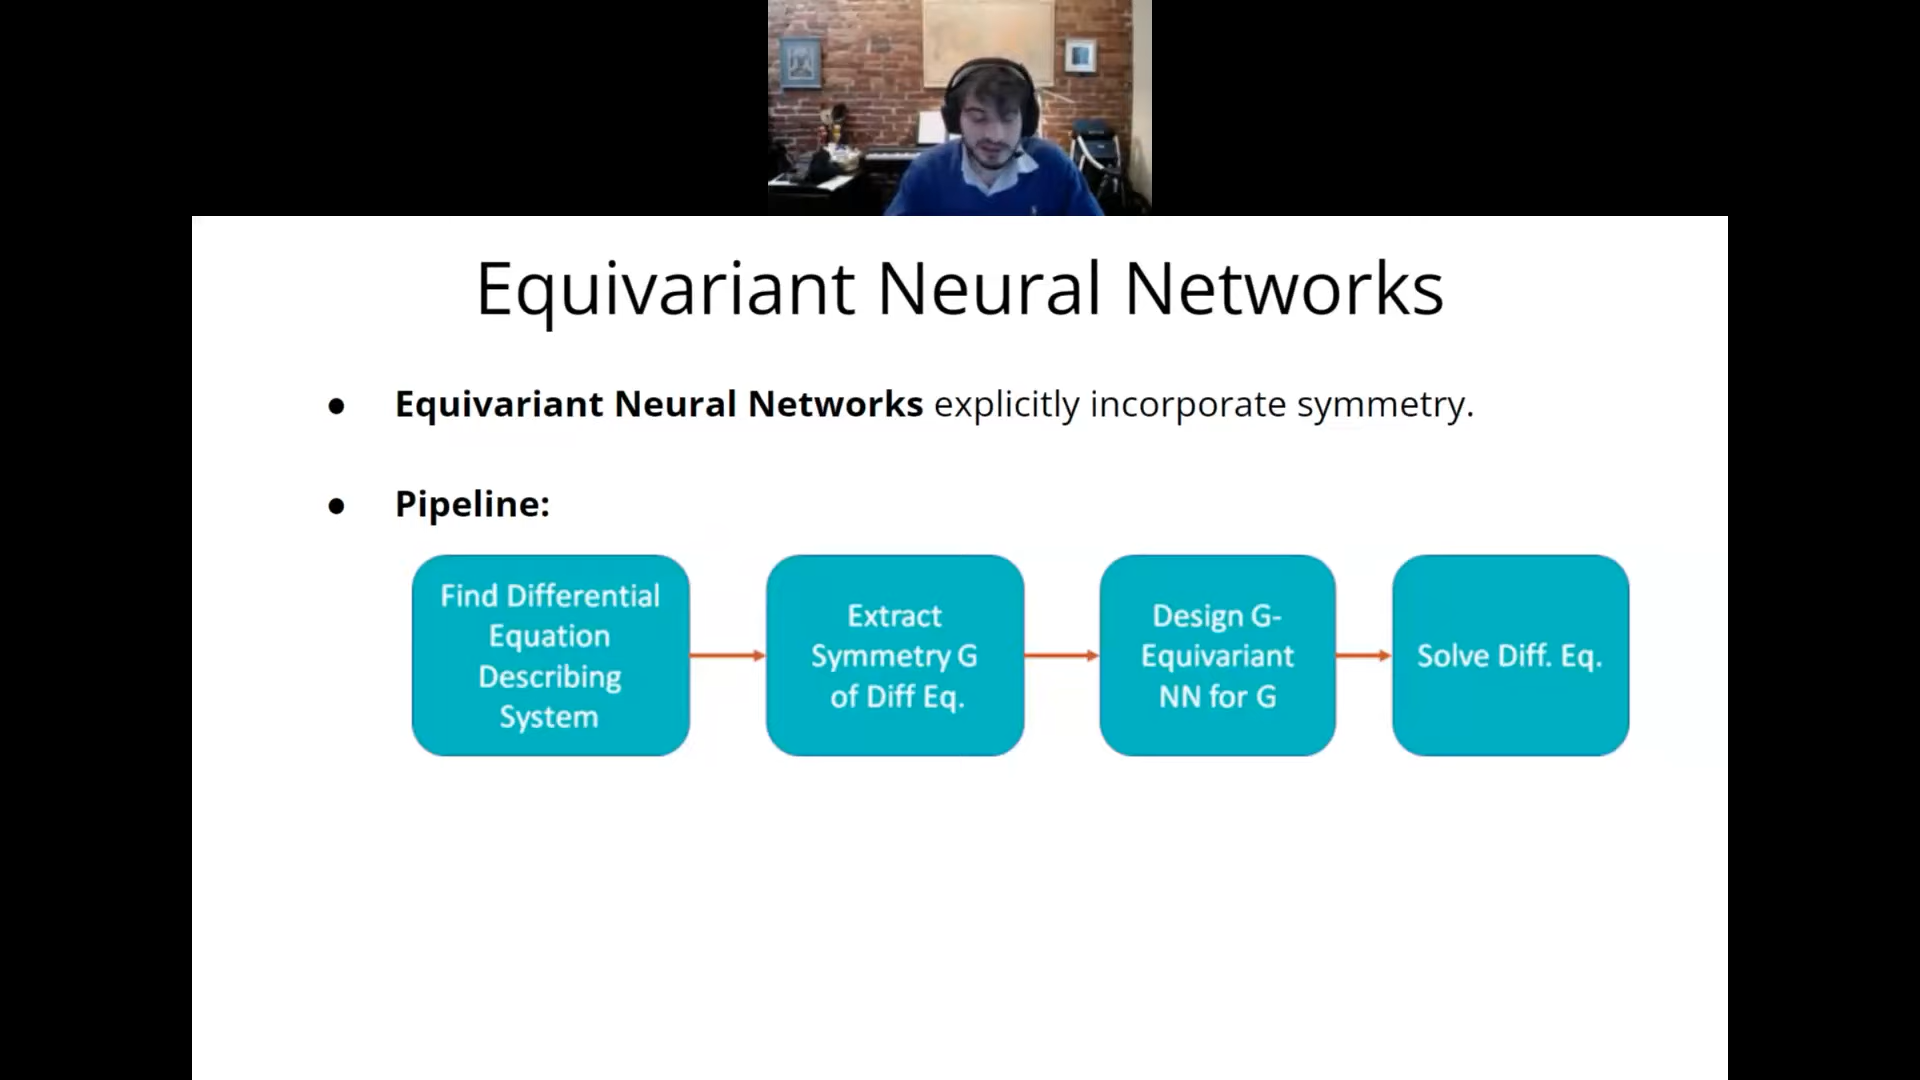 Equivariant Neural Networks
● Equivariant Neural Networks explicitly incorporate symmetry.
● Pipeline:
Find Differential
Equation
Describing
System
Extract
Symmetry G
of Diff Eq.
Design G-
Equivariant
NN for G
Solve Diff. Eq.